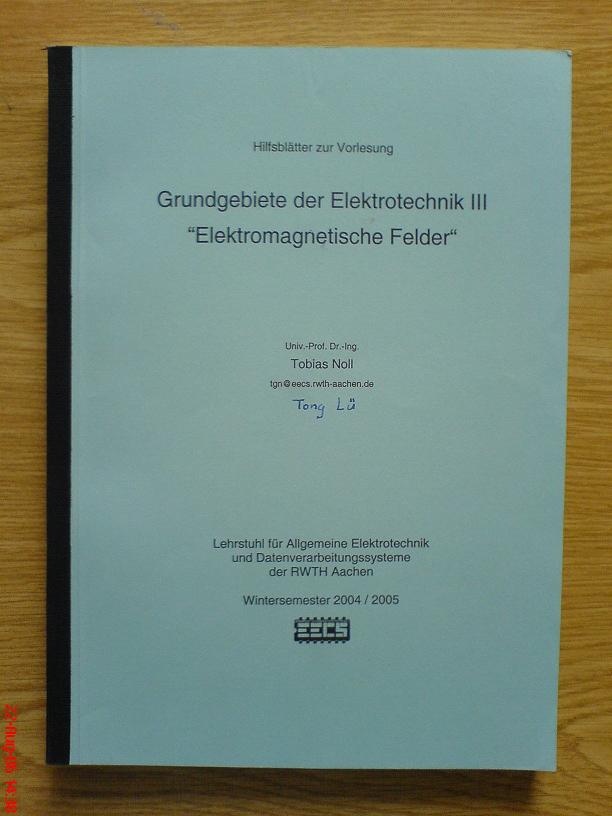 Hilfsblätter zur Vorlesung
Grundgebiete der Elektrotechnik III
“Elektromagnetische Felder“
Univ.-Prof. Dr.-Ing.
Tobias Noll
tgn@eecs.rwth-aachen.de
Tong Lü
Lehrstuhl für Allgemeine Elektrotechnik
und Datenverarbeitungssysteme
der RWTH Aachen
Wintersemester 2004 / 2005
EECS